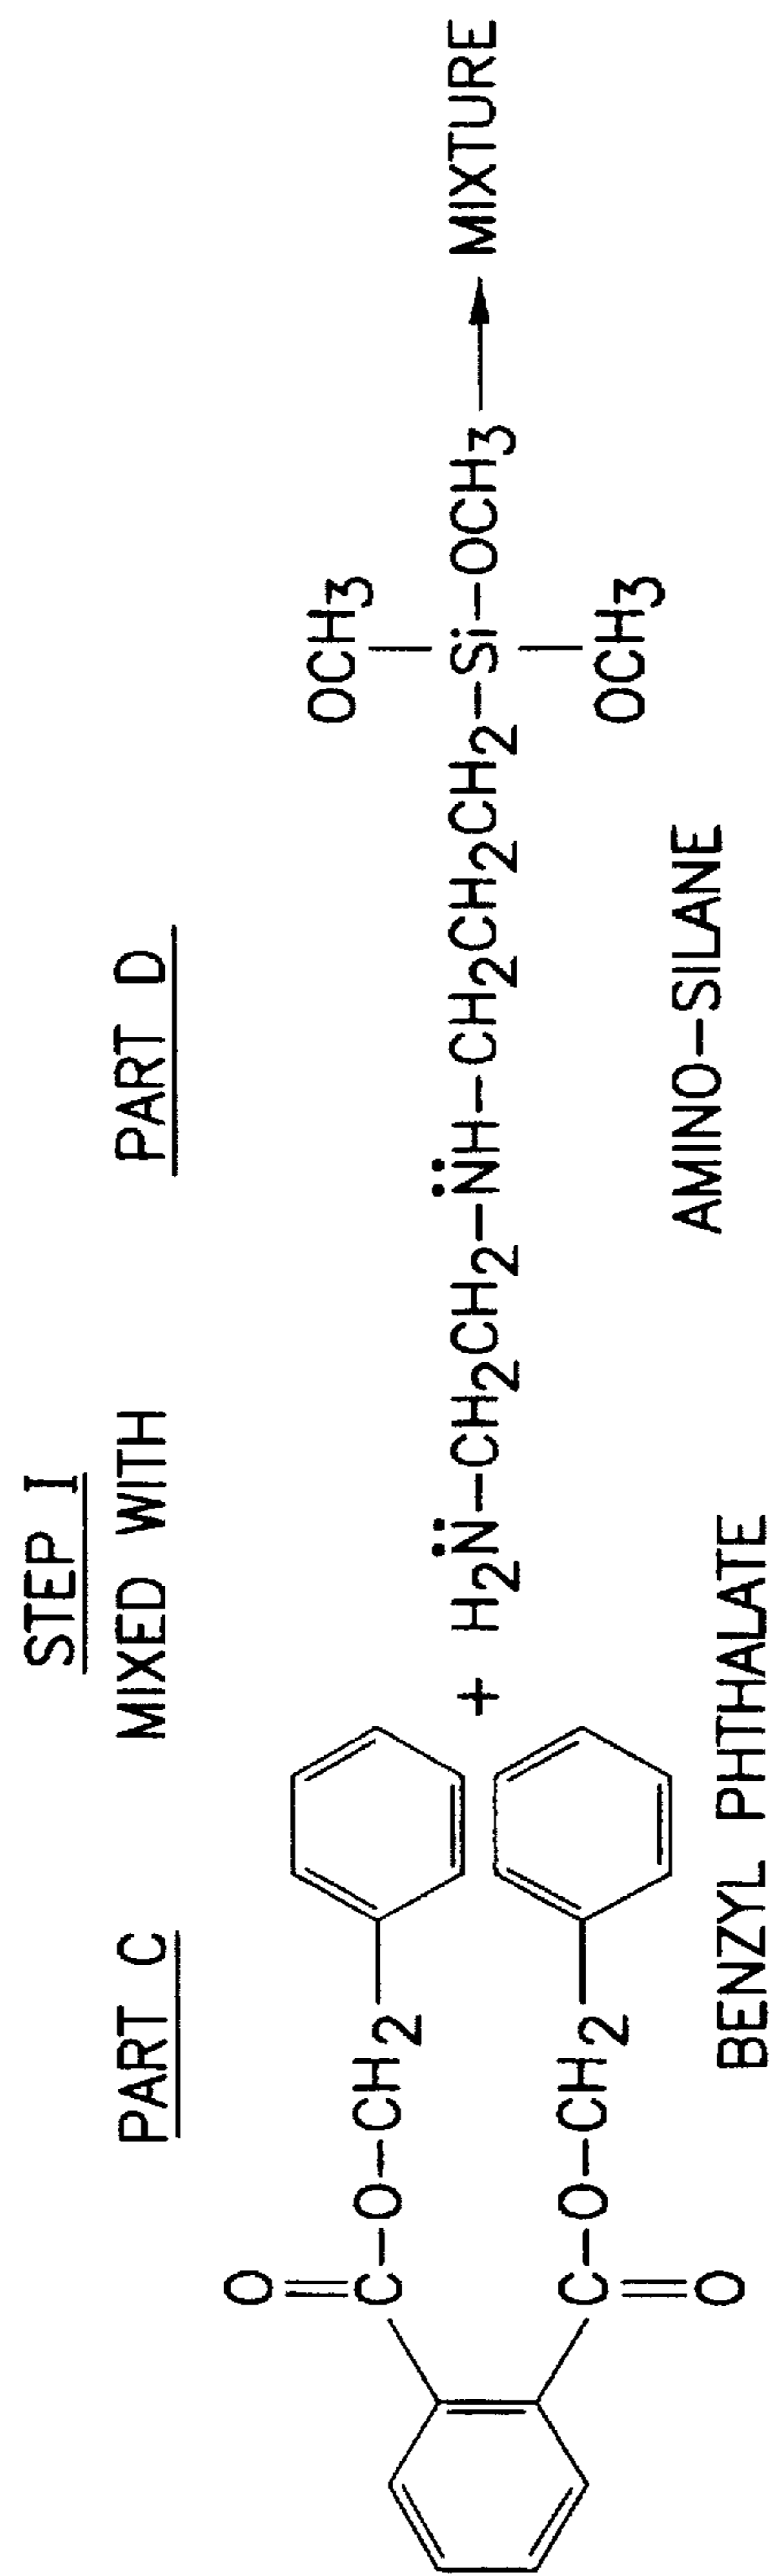 STEP I
PART C MIXED WITH PART D
O OCH3
C-O-CH2 + H2N̈-CH2CH2-N̈H-CH2CH2CH2-Si-OCH3 → MIXTURE
C-O-CH2 OCH3
O
BENZYL PHTHALATE AMINO-SILANE